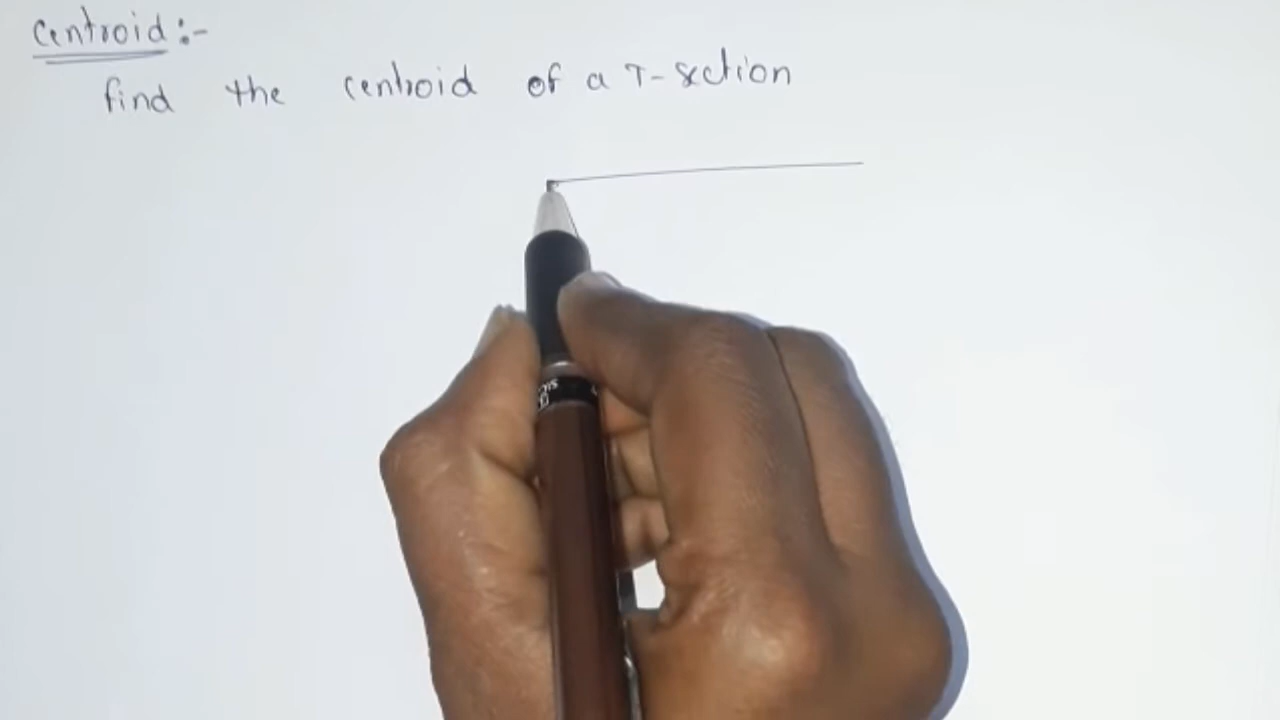 Centroid :-
find the centroid of a T-section